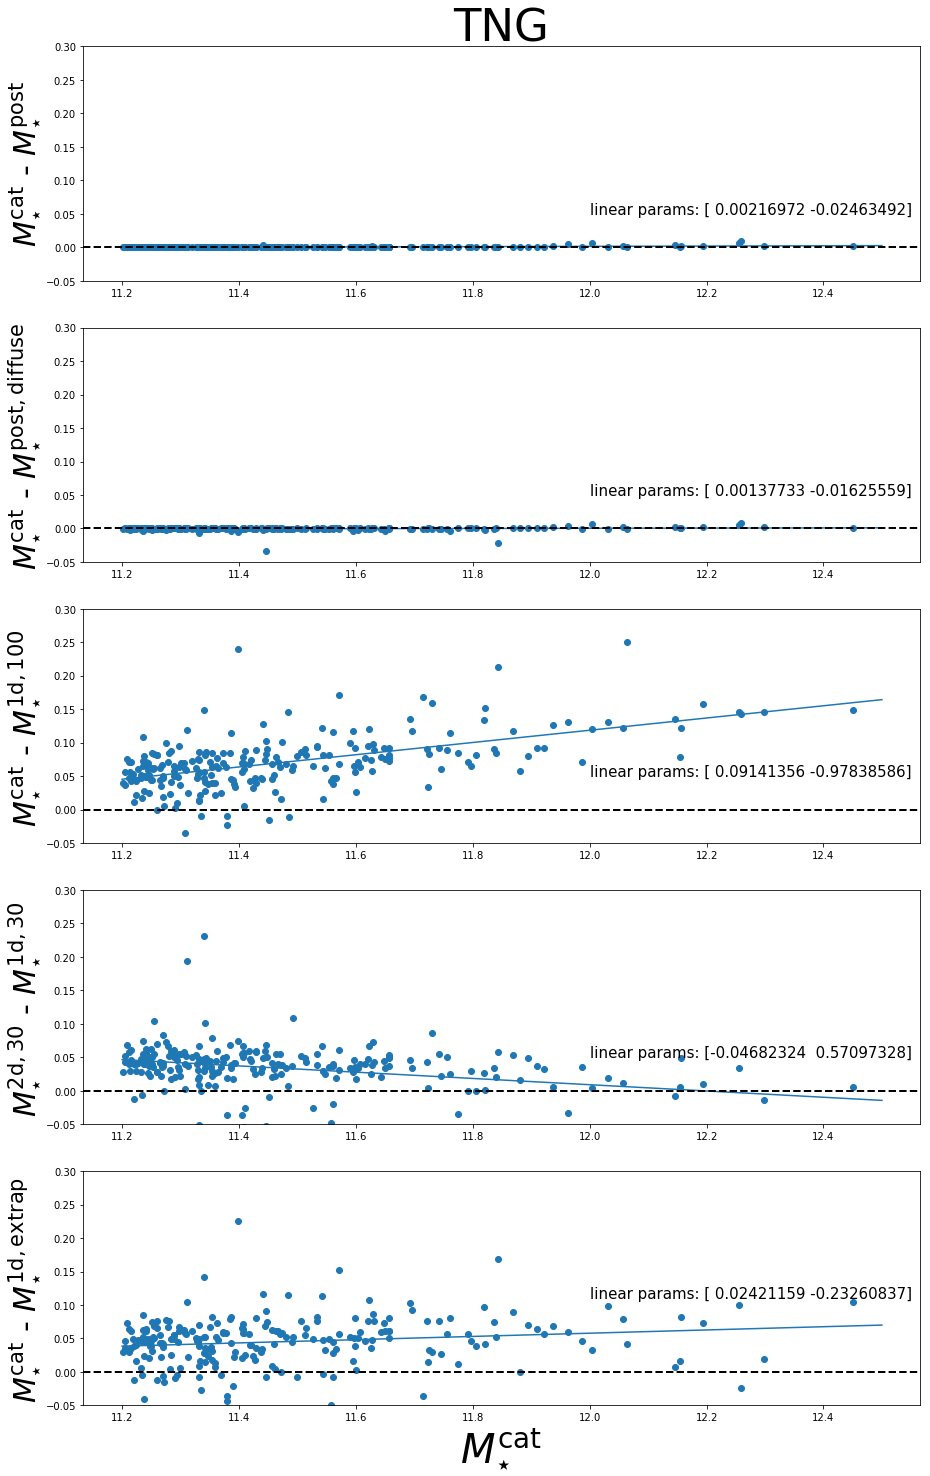 TNG
M⋆^cat - M⋆^post
0.30
0.25
0.20
0.15
0.10
0.05
0.00
−0.05
linear params: [ 0.00216972 -0.02463492]
11.2 11.4 11.6 11.8 12.0 12.2 12.4
M⋆^cat - M⋆^post, diffuse
0.30
0.25
0.20
0.15
0.10
0.05
0.00
−0.05
linear params: [ 0.00137733 -0.01625559]
11.2 11.4 11.6 11.8 12.0 12.2 12.4
M⋆^cat - M⋆^1d, 100
0.30
0.25
0.20
0.15
0.10
0.05
0.00
−0.05
linear params: [ 0.09141356 -0.97838586]
11.2 11.4 11.6 11.8 12.0 12.2 12.4
M⋆^2d, 30 - M⋆^1d, 30
0.30
0.25
0.20
0.15
0.10
0.05
0.00
−0.05
linear params: [-0.04682324  0.57097328]
11.2 11.4 11.6 11.8 12.0 12.2 12.4
M⋆^cat - M⋆^1d, extrap
0.30
0.25
0.20
0.15
0.10
0.05
0.00
−0.05
linear params: [ 0.02421159 -0.23260837]
11.2 11.4 11.6 11.8 12.0 12.2 12.4
M⋆^cat